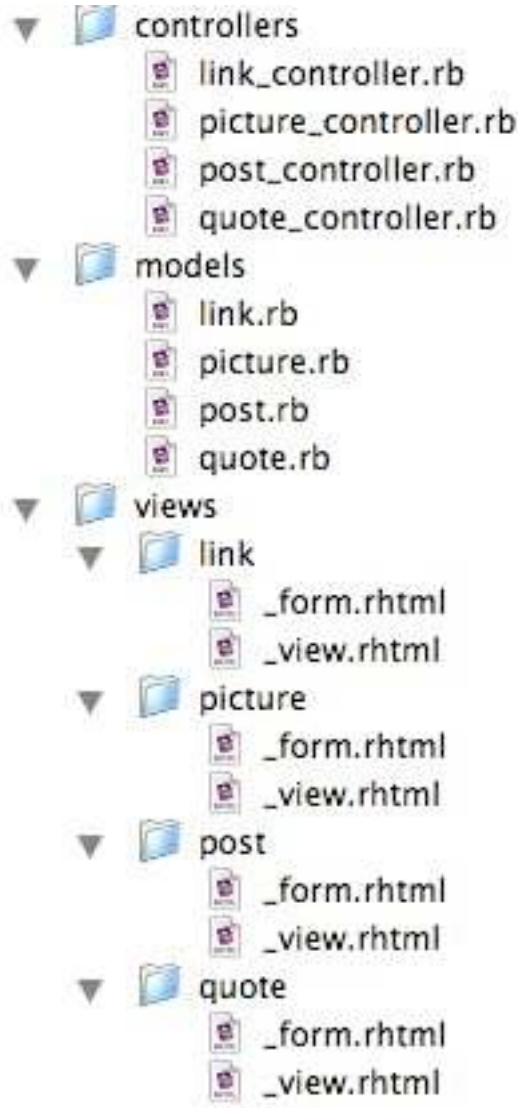 controllers
link_controller.rb
picture_controller.rb
post_controller.rb
quote_controller.rb
models
link.rb
picture.rb
post.rb
quote.rb
views
link
_form.rhtml
_view.rhtml
picture
_form.rhtml
_view.rhtml
post
_form.rhtml
_view.rhtml
quote
_form.rhtml
_view.rhtml